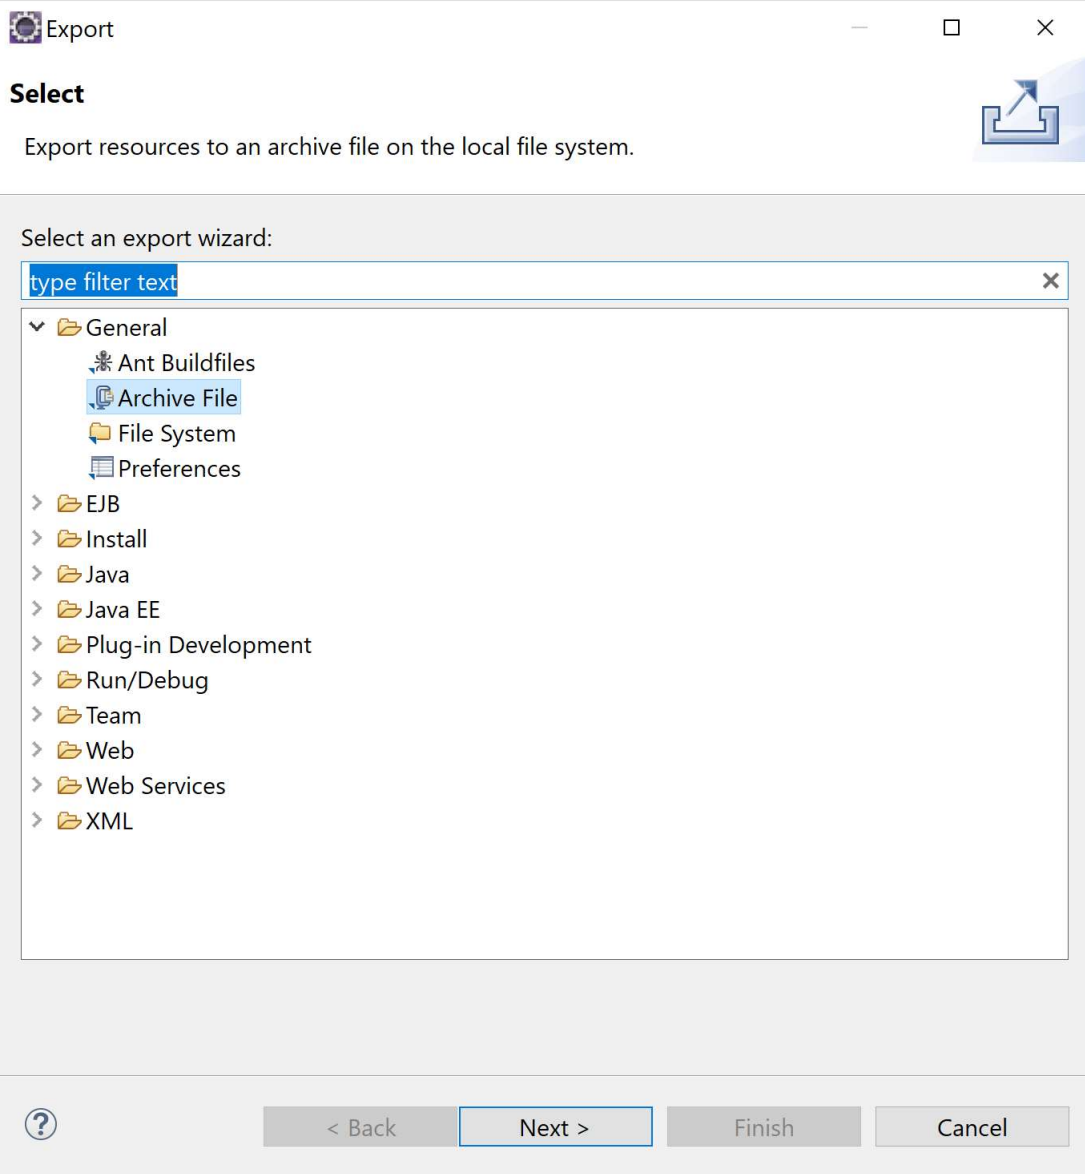 Export
Select
Export resources to an archive file on the local file system.
Select an export wizard:
type filter text
General
Ant Buildfiles
Archive File
File System
Preferences
EJB
Install
Java
Java EE
Plug-in Development
Run/Debug
Team
Web
Web Services
XML
< Back Next > Finish Cancel